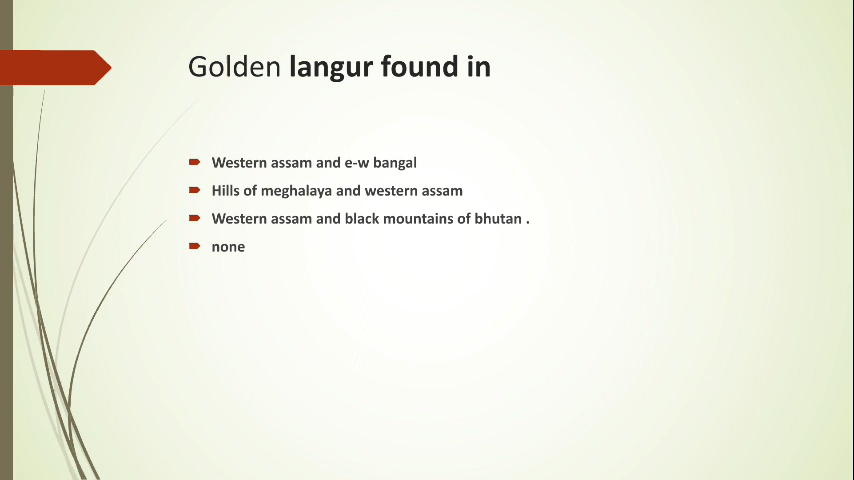 Golden langur found in
Western assam and e-w bangal
Hills of meghalaya and western assam
Western assam and black mountains of bhutan .
none